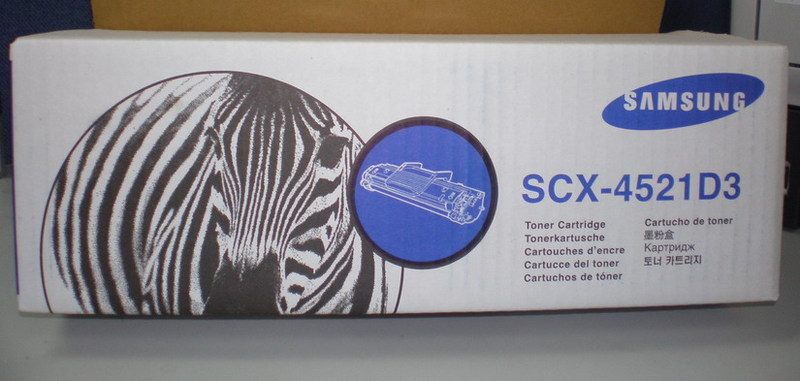 SAMSUNG
SCX-4521D3
Toner Cartridge
Tonerkartusche
Cartouches d'encre
Cartucce del toner
Cartuchos de tóner
Cartucho de toner
墨粉盒
Картридж
토너 카트리지